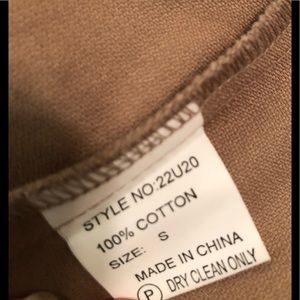 STYLE NO:22U20
100% COTTON
SIZE: S
MADE IN CHINA
P DRY CLEAN ONLY